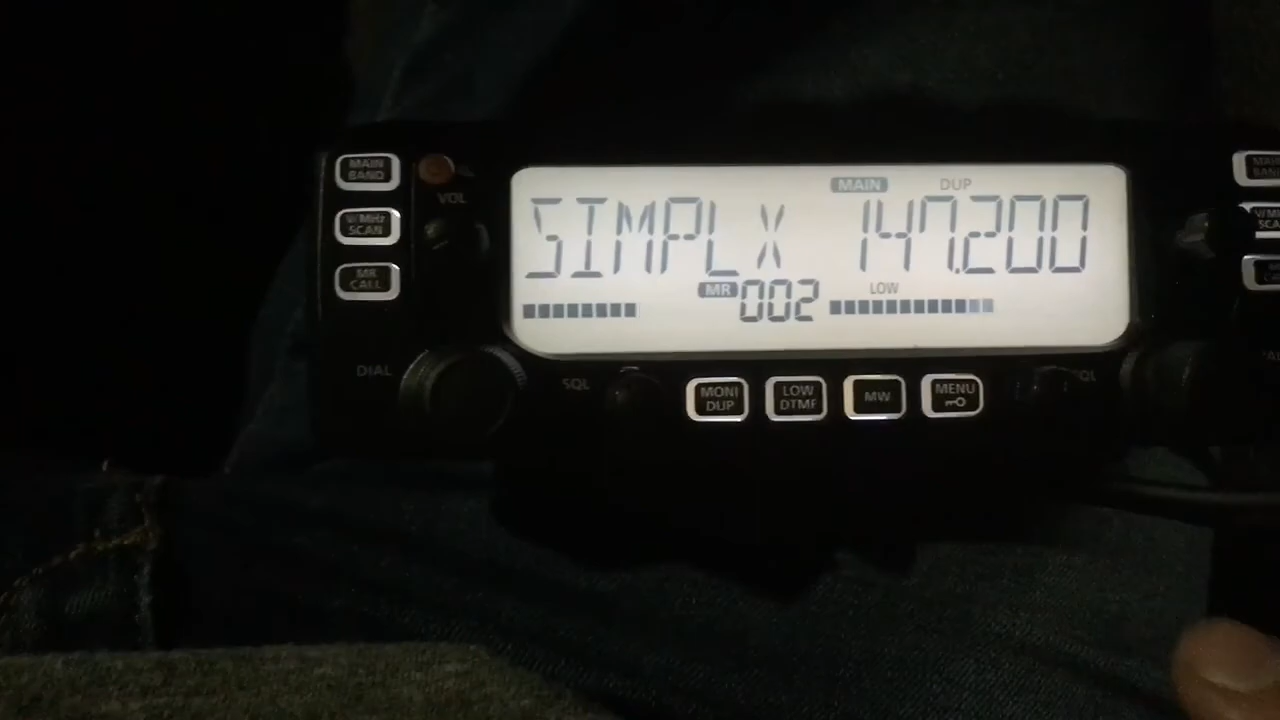 MAIN BAND
V/MHz SCAN
MR CALL
VOL
DIAL
MAIN DUP
SIMPLX 147.200
MR 002 LOW
SQL
MONI DUP
LOW DTMF
MW
MENU